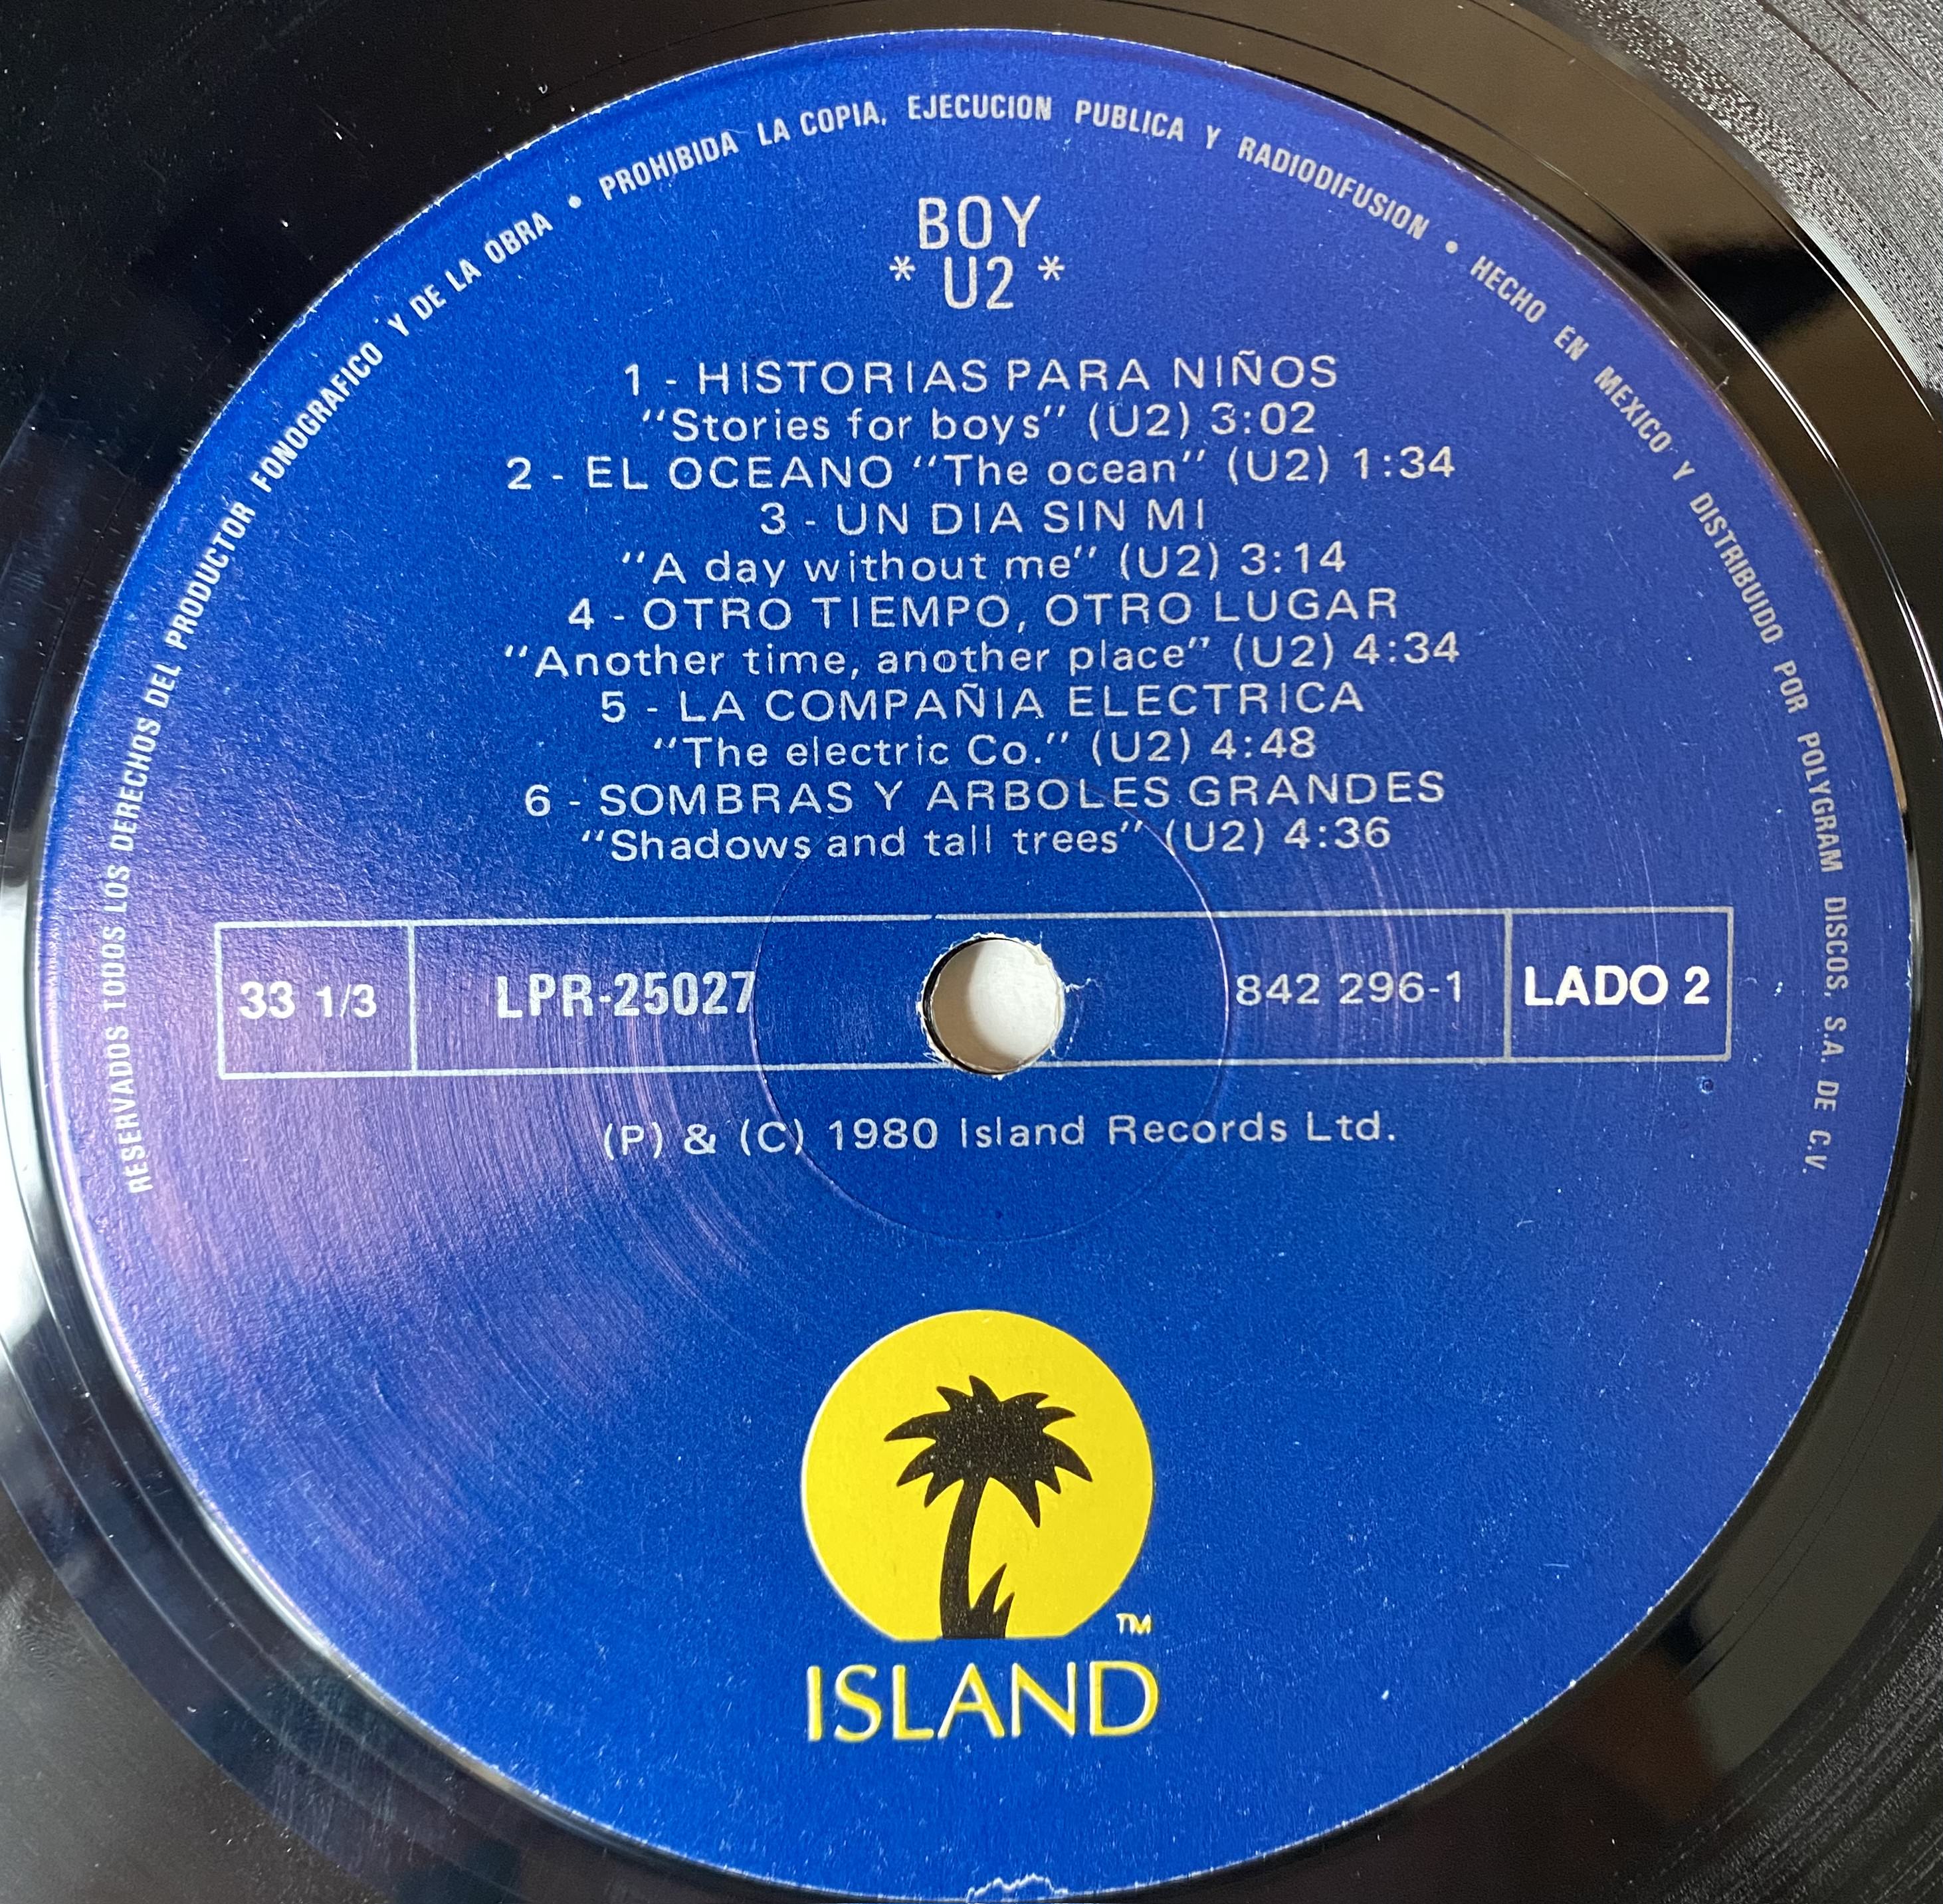 RESERVADOS TODOS LOS DERECHOS DEL PRODUCTOR FONOGRAFICO Y DE LA OBRA • PROHIBIDA LA COPIA, EJECUCION PUBLICA Y RADIODIFUSION • HECHO EN MEXICO Y DISTRIBUIDO POR POLYGRAM DISCOS, S.A. DE C.V.
BOY
* U2 *
1 - HISTORIAS PARA NIÑOS
"Stories for boys" (U2) 3:02
2 - EL OCEANO "The ocean" (U2) 1:34
3 - UN DIA SIN MI
"A day without me" (U2) 3:14
4 - OTRO TIEMPO, OTRO LUGAR
"Another time, another place" (U2) 4:34
5 - LA COMPAÑIA ELECTRICA
"The electric Co." (U2) 4:48
6 - SOMBRAS Y ARBOLES GRANDES
"Shadows and tall trees" (U2) 4:36
33 1/3 LPR-25027 842 296-1 LADO 2
(P) & (C) 1980 Island Records Ltd.
TM
ISLAND